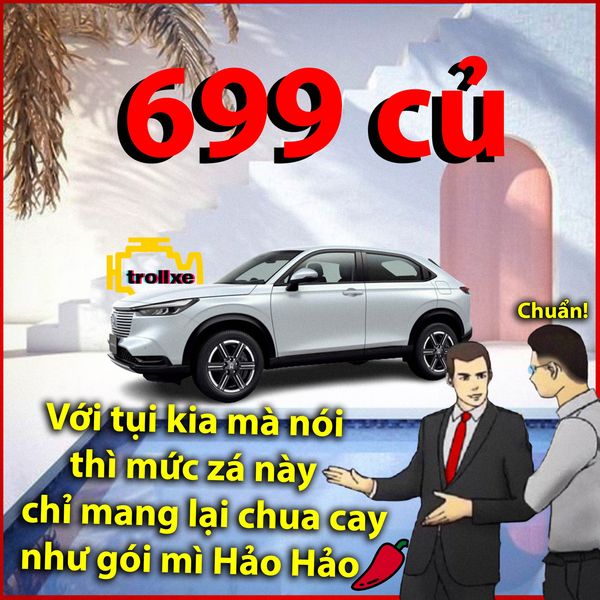 699 củ
trollxe
Chuẩn!
Với tụi kia mà nói
thì mức zá này
chỉ mang lại chua cay
như gói mì Hảo Hảo